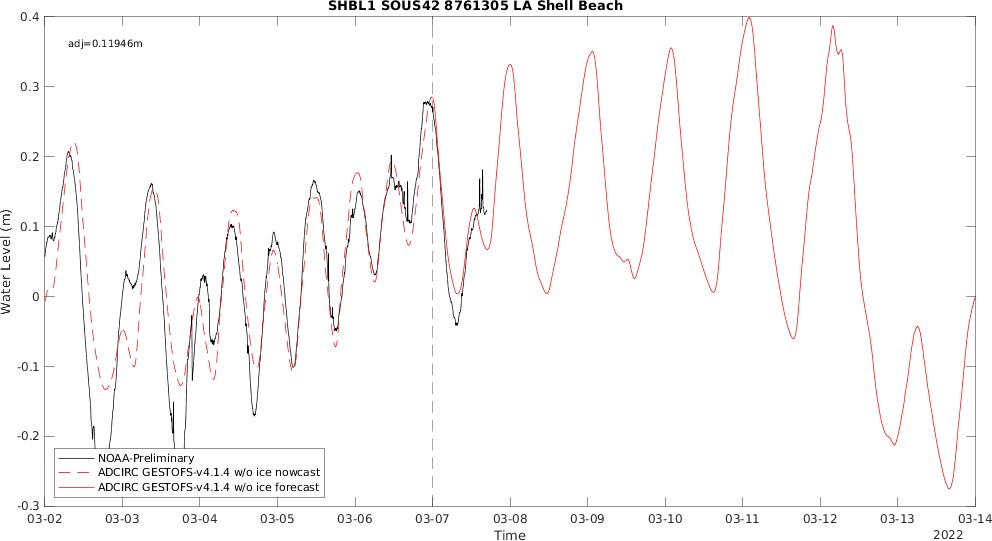 SHBL1 SOUS42 8761305 LA Shell Beach
adj=0.11946m
0.4
0.3
0.2
0.1
0
-0.1
-0.2
-0.3
Water Level (m)
NOAA-Preliminary
ADCIRC GESTOFS-v4.1.4 w/o ice nowcast
ADCIRC GESTOFS-v4.1.4 w/o ice forecast
03-02 03-03 03-04 03-05 03-06 03-07 03-08 03-09 03-10 03-11 03-12 03-13 03-14
Time
2022